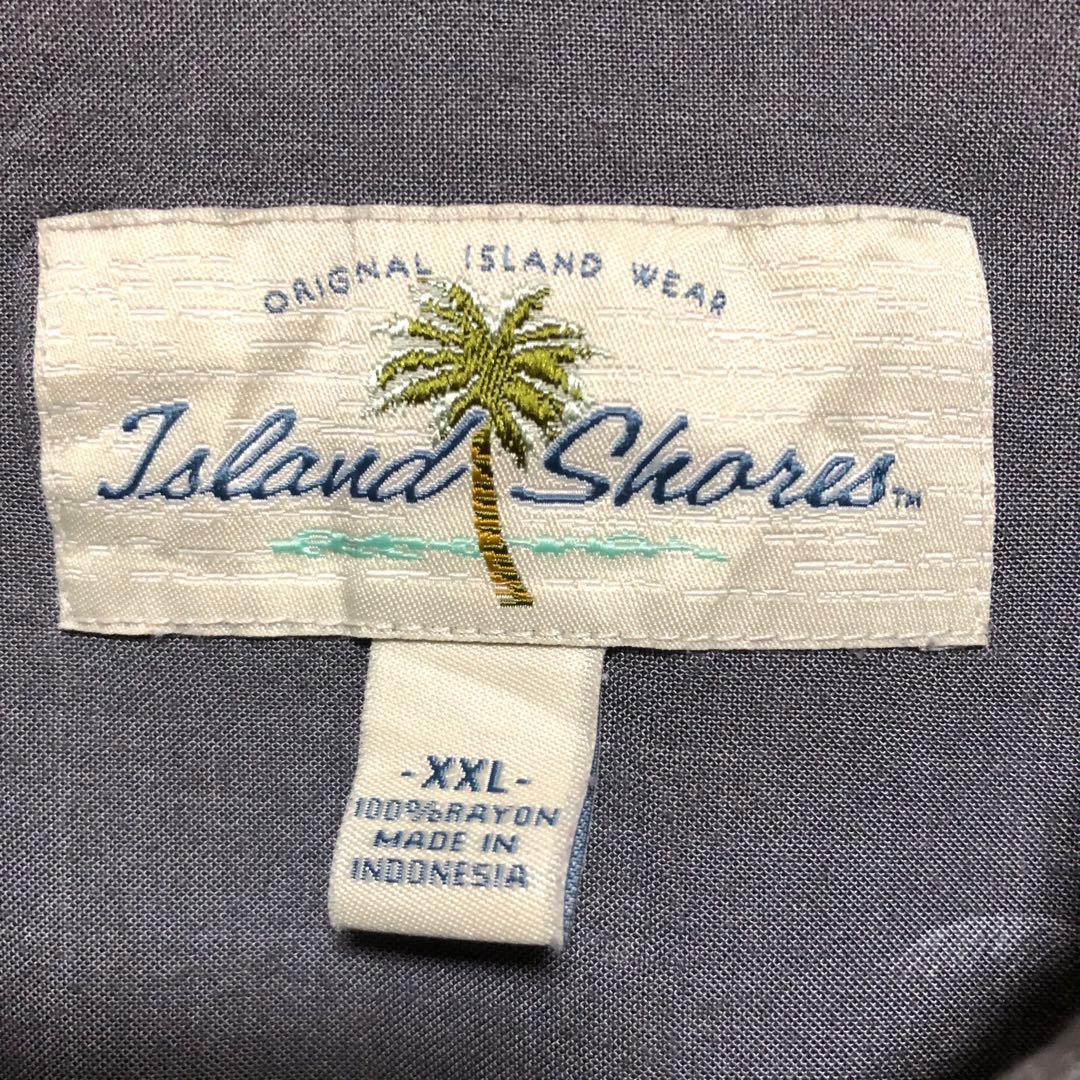 ORIGNAL ISLAND WEAR
Island Shores™
-XXL-
100%RAYON
MADE IN
INDONESIA